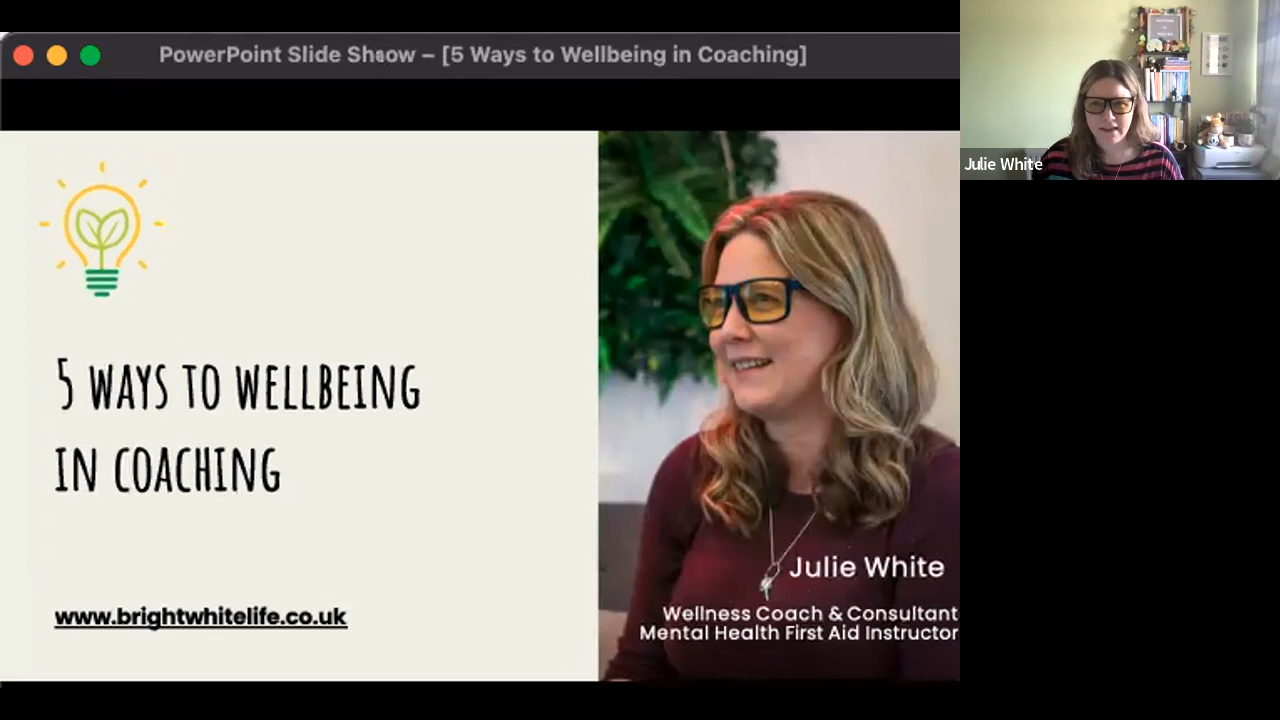 PowerPoint Slide Show – [5 Ways to Wellbeing in Coaching]
Julie White
5 WAYS TO WELLBEING
IN COACHING
www.brightwhitelife.co.uk
Julie White
Wellness Coach & Consultant
Mental Health First Aid Instructor